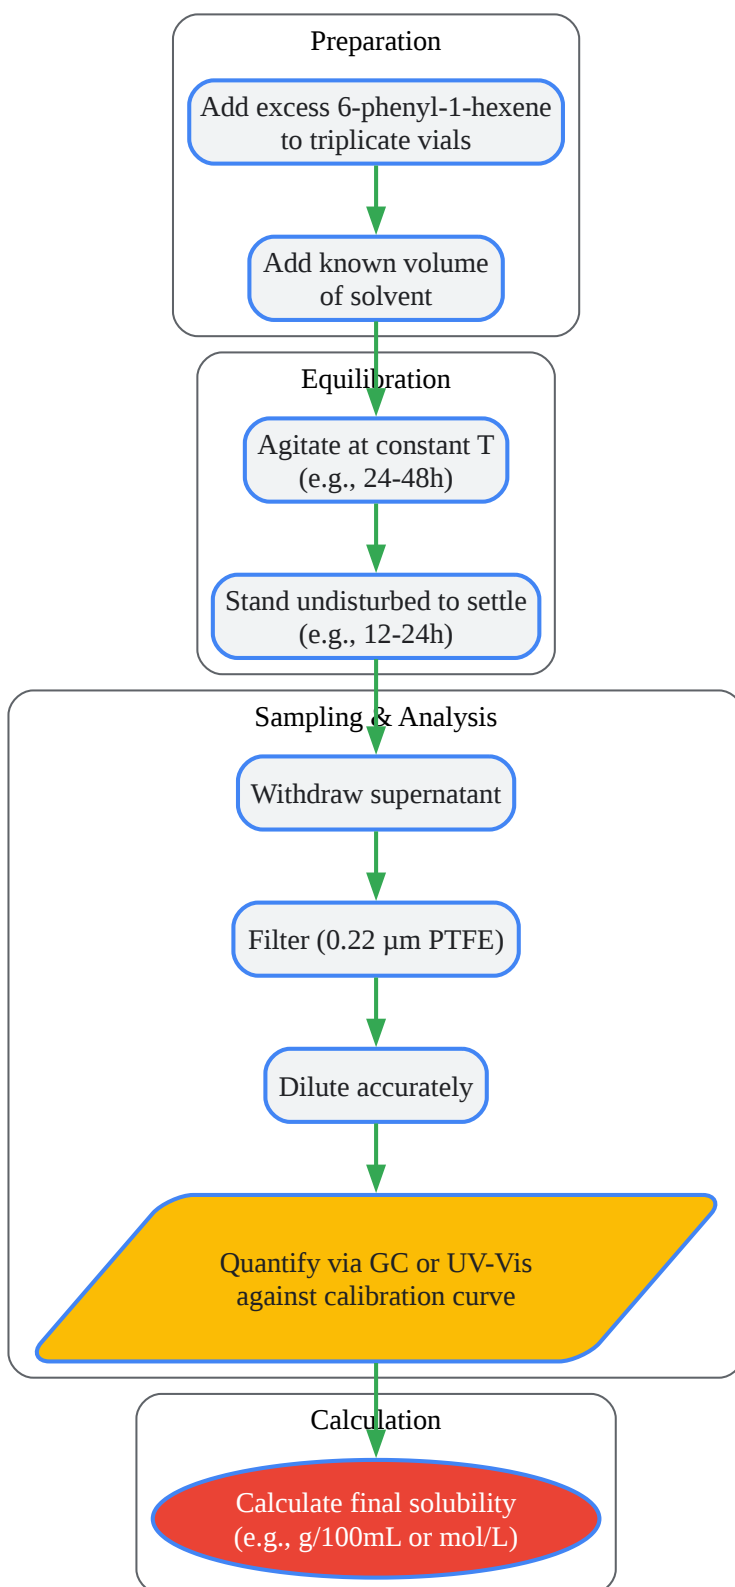 Preparation
Add excess 6-phenyl-1-hexene
to triplicate vials
Add known volume
of solvent
Equilibration
Agitate at constant T
(e.g., 24-48h)
Stand undisturbed to settle
(e.g., 12-24h)
Sampling & Analysis
Withdraw supernatant
Filter (0.22 µm PTFE)
Dilute accurately
Quantify via GC or UV-Vis
against calibration curve
Calculation
Calculate final solubility
(e.g., g/100mL or mol/L)